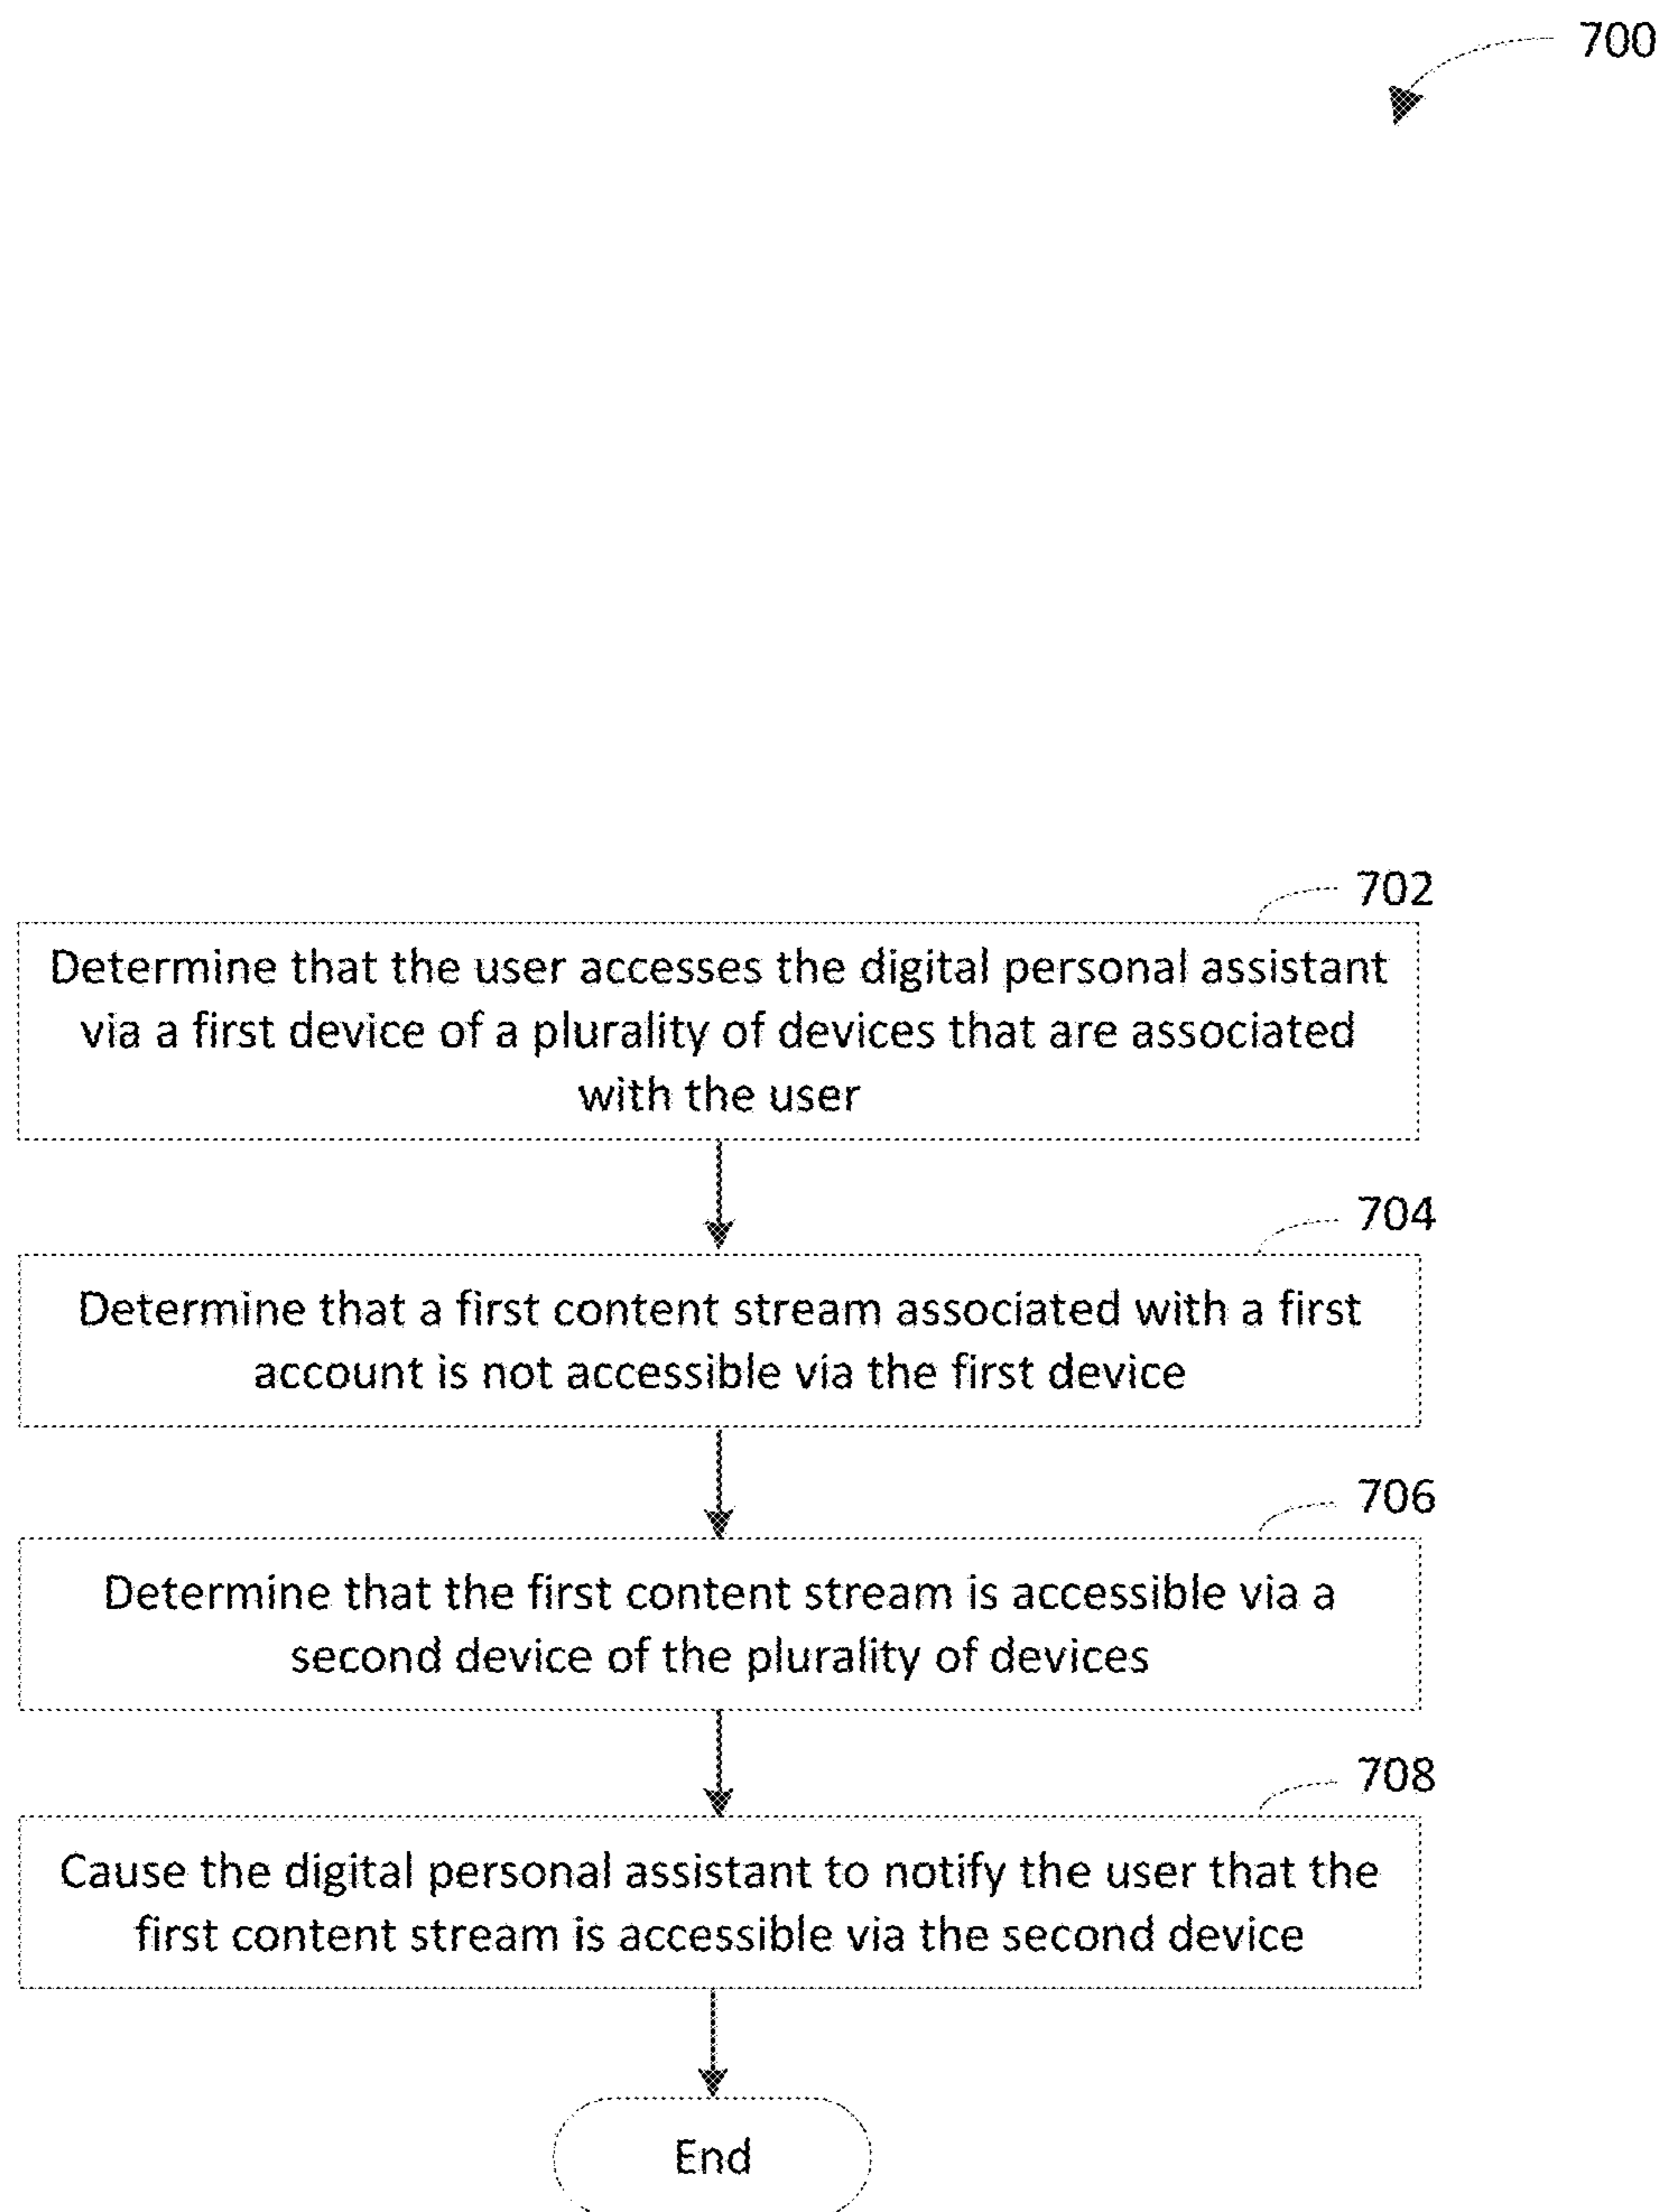 700
702
Determine that the user accesses the digital personal assistant
via a first device of a plurality of devices that are associated
with the user
704
Determine that a first content stream associated with a first
account is not accessible via the first device
706
Determine that the first content stream is accessible via a
second device of the plurality of devices
708
Cause the digital personal assistant to notify the user that the
first content stream is accessible via the second device
End